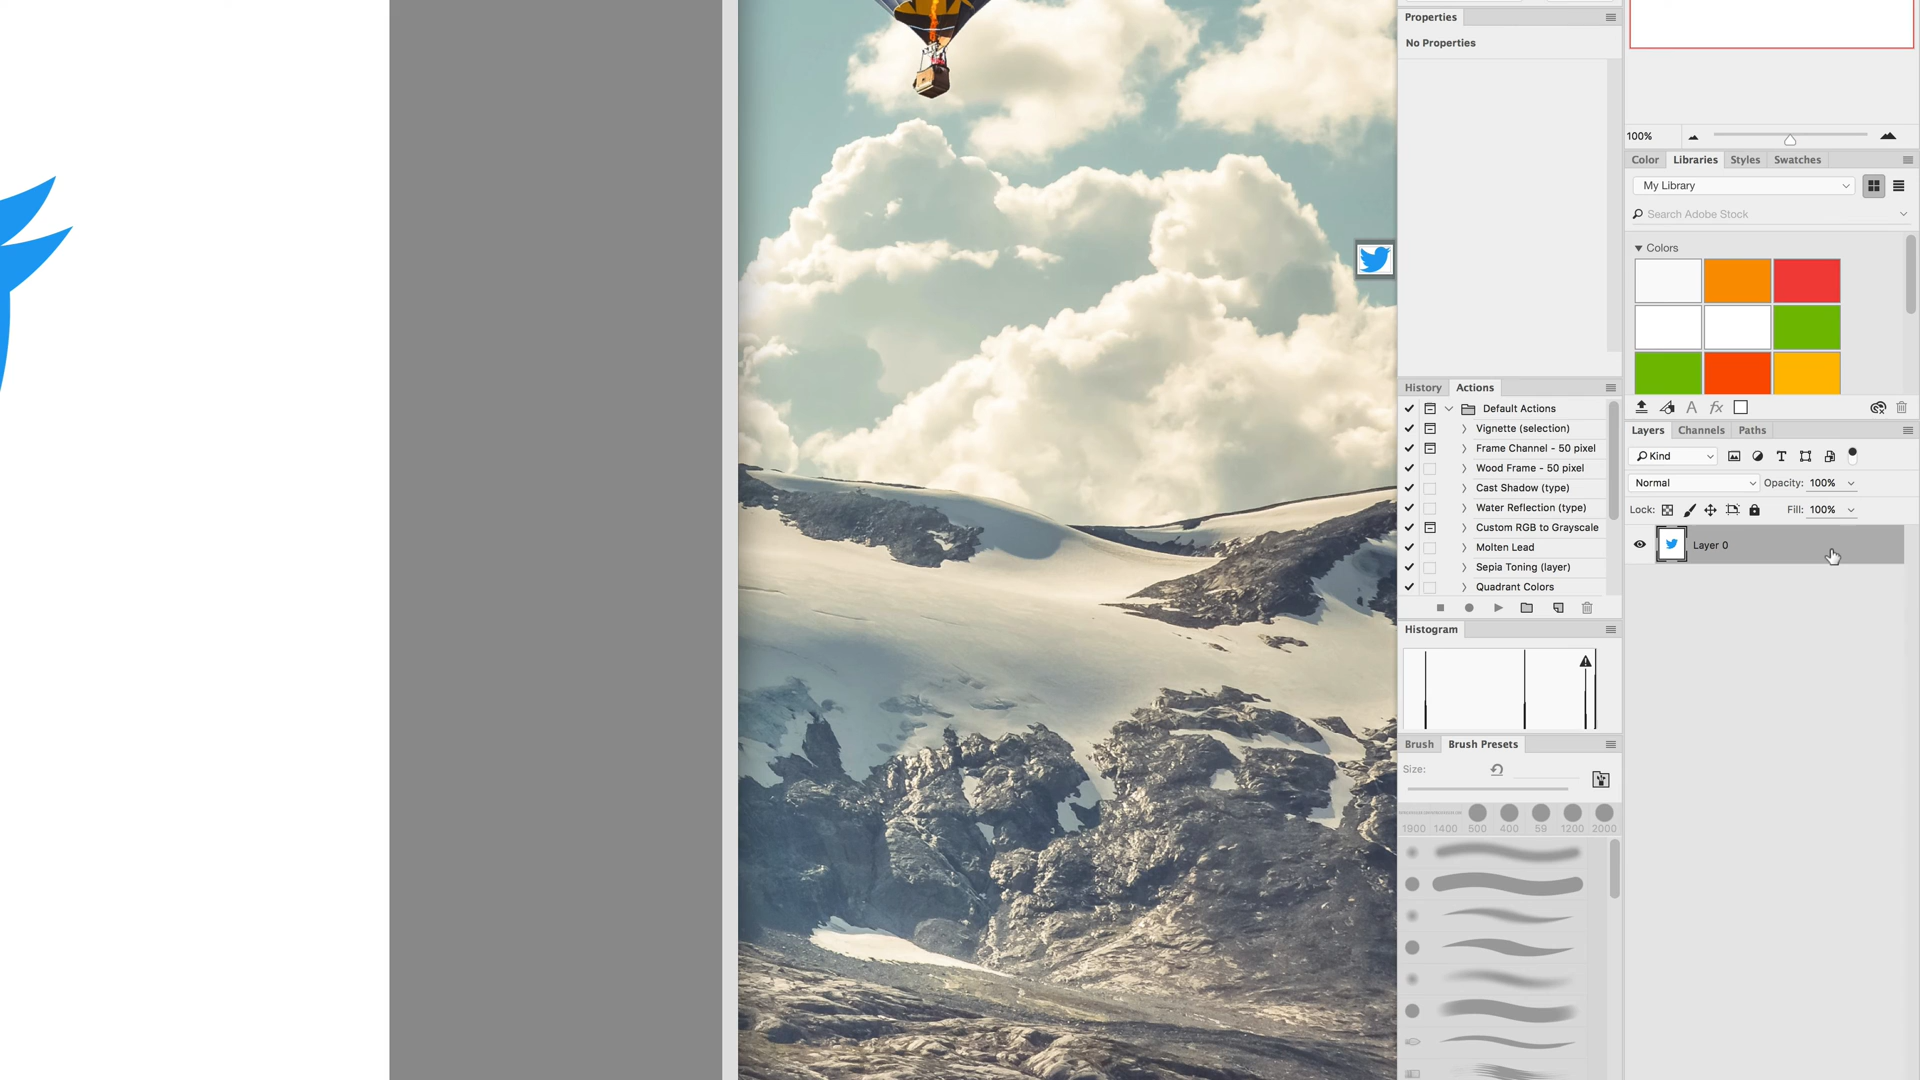 Properties
No Properties
100%
Color Libraries Styles Swatches
My Library
Search Adobe Stock
Colors
History Actions
Default Actions
Vignette (selection)
Frame Channel - 50 pixel
Wood Frame - 50 pixel
Cast Shadow (type)
Water Reflection (type)
Custom RGB to Grayscale
Molten Lead
Sepia Toning (layer)
Quadrant Colors
Layers Channels Paths
Kind
Normal Opacity: 100%
Lock: Fill: 100%
Layer 0
Histogram
Brush Brush Presets
Size:
1900 1400 500 400 59 1200 2000